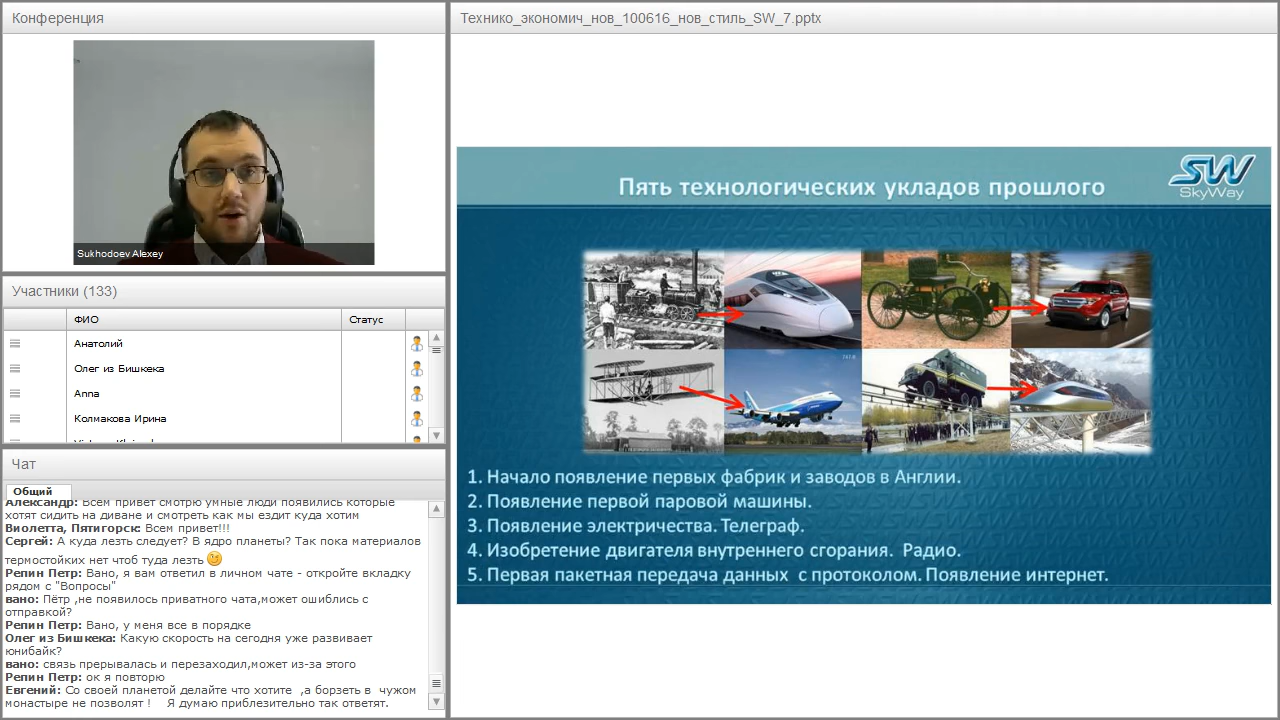 Конференция
Sukhodoev Alexey
Участники (133)
ФИО
Статус
Анатолий
Олег из Бишкека
Anna
Колмакова Ирина
Чат
Общий
Александр: Всем привет смотрю умные люди появились которые
хотят сидить на диване и смотреть как мы ездит куда хотим
Виолетта, Пятигорск: Всем привет!!!
Сергей: А куда лезть следует? В ядро планеты? Так пока материалов
термостойких нет чтоб туда лезть
Репин Петр: Вано, я вам ответил в личном чате - откройте вкладку
рядом с "Вопросы"
вано: Пётр ,не появилось приватного чата,может ошиблись с
отправкой?
Репин Петр: Вано, у меня все в порядке
Олег из Бишкека: Какую скорость на сегодня уже развивает
юнибайк?
вано: связь прерывалась и перезаходил,может из-за этого
Репин Петр: ок я повторю
Евгений: Со своей планетой делайте что хотите ,а борзеть в чужом
монастыре не позволят ! Я думаю приблезительно так ответят.
Технико_экономич_нов_100616_нов_стиль_SW_7.pptx
Пять технологических укладов прошлого
SW
SkyWay
1. Начало появление первых фабрик и заводов в Англии.
2. Появление первой паровой машины.
3. Появление электричества. Телеграф.
4. Изобретение двигателя внутреннего сгорания. Радио.
5. Первая пакетная передача данных с протоколом. Появление интернет.